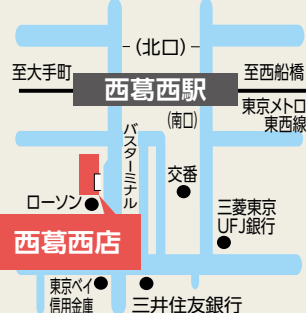 (北口)
至大手町
西葛西駅
至西船橋
東京メトロ
東西線
(南口)
バスターミナル
交番
ローソン
三菱東京
UFJ銀行
西葛西店
東京ベイ
信用金庫
三井住友銀行